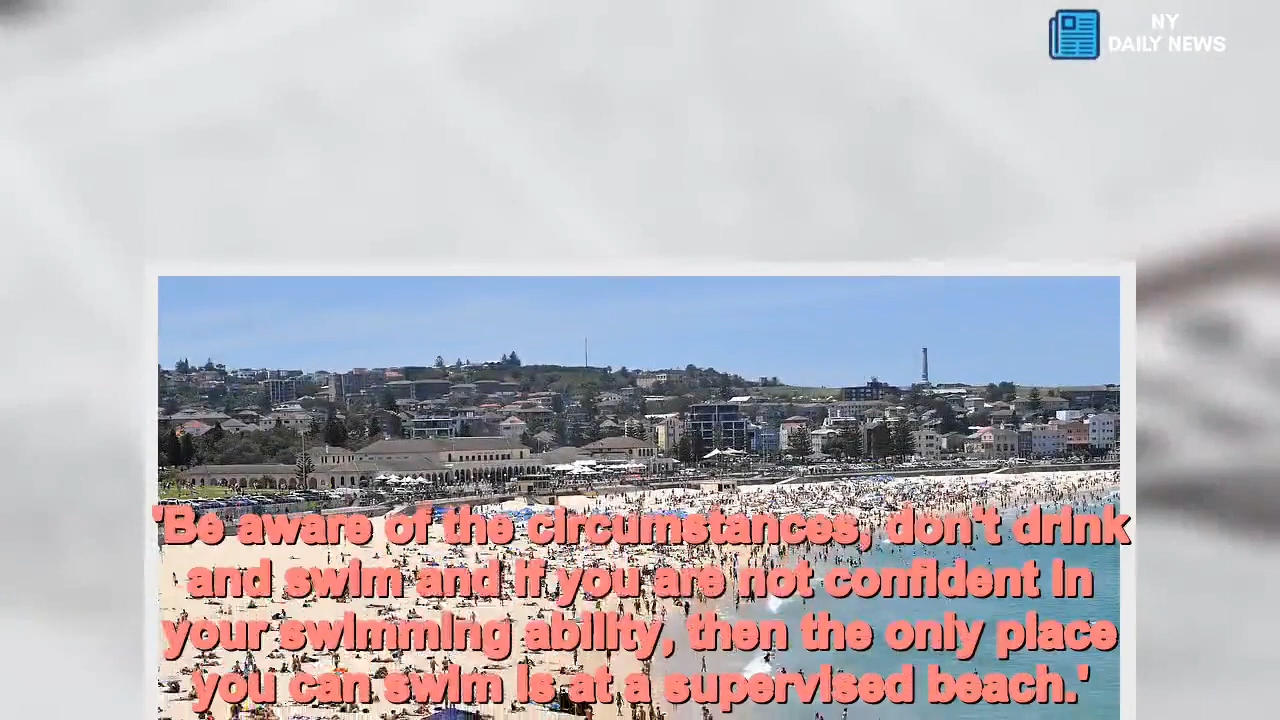 NY
DAILY NEWS
'Be aware of the circumstances, don't drink
and swim and if you are not confident in
your swimming ability, then the only place
you can swim is at a supervised beach.'